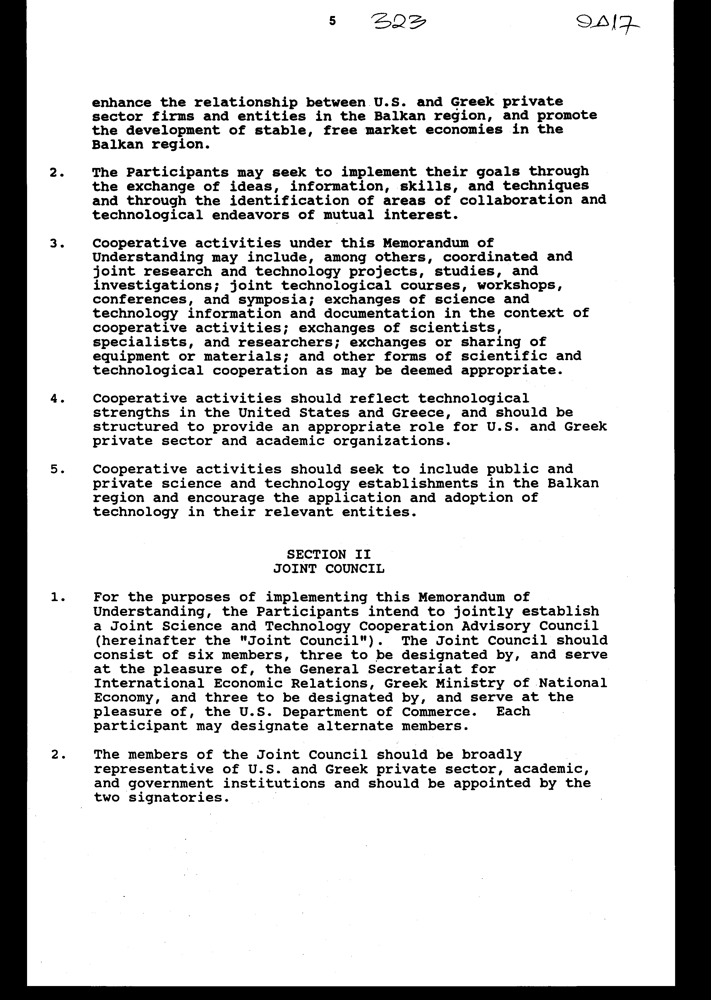 5 323
enhance the relationship between U.S. and Greek private
sector firms and entities in the Balkan region, and promote
the development of stable, free market economies in the
Balkan region.
2. The Participants may seek to implement their goals through
the exchange of ideas, information, skills, and techniques
and through the identification of areas of collaboration and
technological endeavors of mutual interest.
3. Cooperative activities under this Memorandum of
Understanding may include, among others, coordinated and
joint research and technology projects, studies, and
investigations; joint technological courses, workshops,
conferences, and symposia; exchanges of science and
technology information and documentation in the context of
cooperative activities; exchanges of scientists,
specialists, and researchers; exchanges or sharing of
equipment or materials; and other forms of scientific and
technological cooperation as may be deemed appropriate.
4. Cooperative activities should reflect technological
strengths in the United States and Greece, and should be
structured to provide an appropriate role for U.S. and Greek
private sector and academic organizations.
5. Cooperative activities should seek to include public and
private science and technology establishments in the Balkan
region and encourage the application and adoption of
technology in their relevant entities.
SECTION II
JOINT COUNCIL
1. For the purposes of implementing this Memorandum of
Understanding, the Participants intend to jointly establish
a Joint Science and Technology Cooperation Advisory Council
(hereinafter the "Joint Council"). The Joint Council should
consist of six members, three to be designated by, and serve
at the pleasure of, the General Secretariat for
International Economic Relations, Greek Ministry of National
Economy, and three to be designated by, and serve at the
pleasure of, the U.S. Department of Commerce. Each
participant may designate alternate members.
2. The members of the Joint Council should be broadly
representative of U.S. and Greek private sector, academic,
and government institutions and should be appointed by the
two signatories.